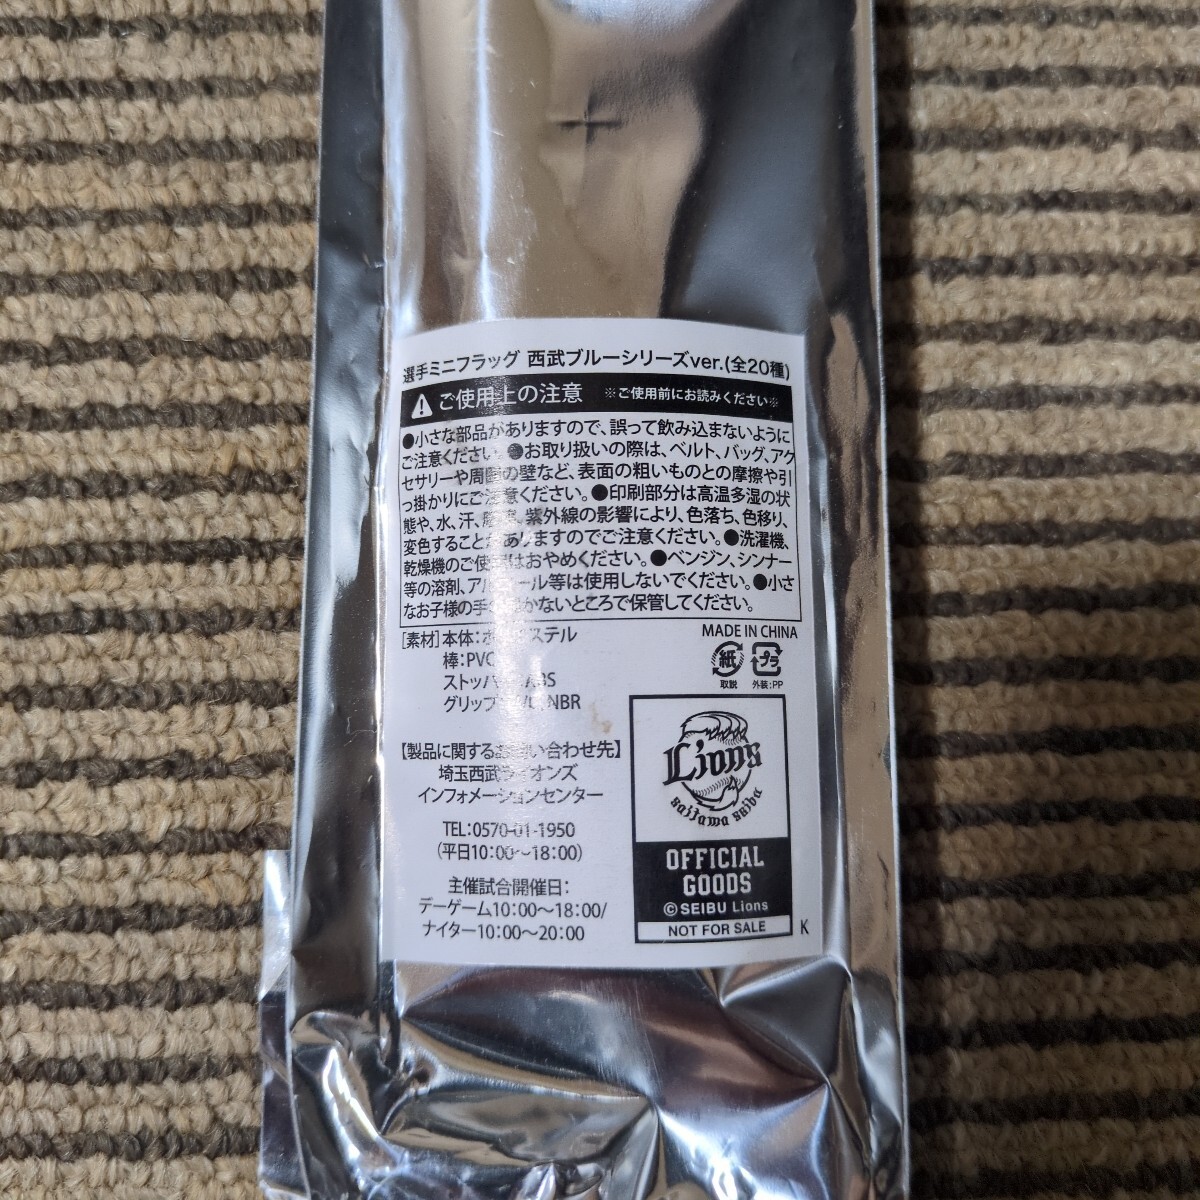 選手ミニフラッグ 西武ブルーシリーズver.(全20種)
ご使用上の注意 ※ご使用前にお読みください※
●小さな部品がありますので、誤って飲み込まないように
ご注意ください。●お取り扱いの際は、ベルト、バッグ、アク
セサリーや周囲の壁など、表面の粗いものとの摩擦や引
っ掛かりにご注意ください。●印刷部分は高温多湿の状
態や、水、汗、紫外線の影響により、色落ち、色移り、
変色することがありますのでご注意ください。●洗濯機、
乾燥機のご使用はおやめください。●ベンジン、シンナー
等の溶剤、アルコール等は使用しないでください。●小さ
なお子様の手の届かないところで保管してください。
[素材]本体:ポリエステル
棒:PVC
ストッパー:ABS
グリップ:PVC、NBR
MADE IN CHINA
紙
取説
プラ
外装:PP
【製品に関するお問い合わせ先】
埼玉西武ライオンズ
インフォメーションセンター
TEL:0570-01-1950
(平日10:00〜18:00)
主催試合開催日:
デーゲーム10:00〜18:00/
ナイター10:00〜20:00
Lions
saitama seibu
OFFICIAL
GOODS
©SEIBU Lions
NOT FOR SALE
K